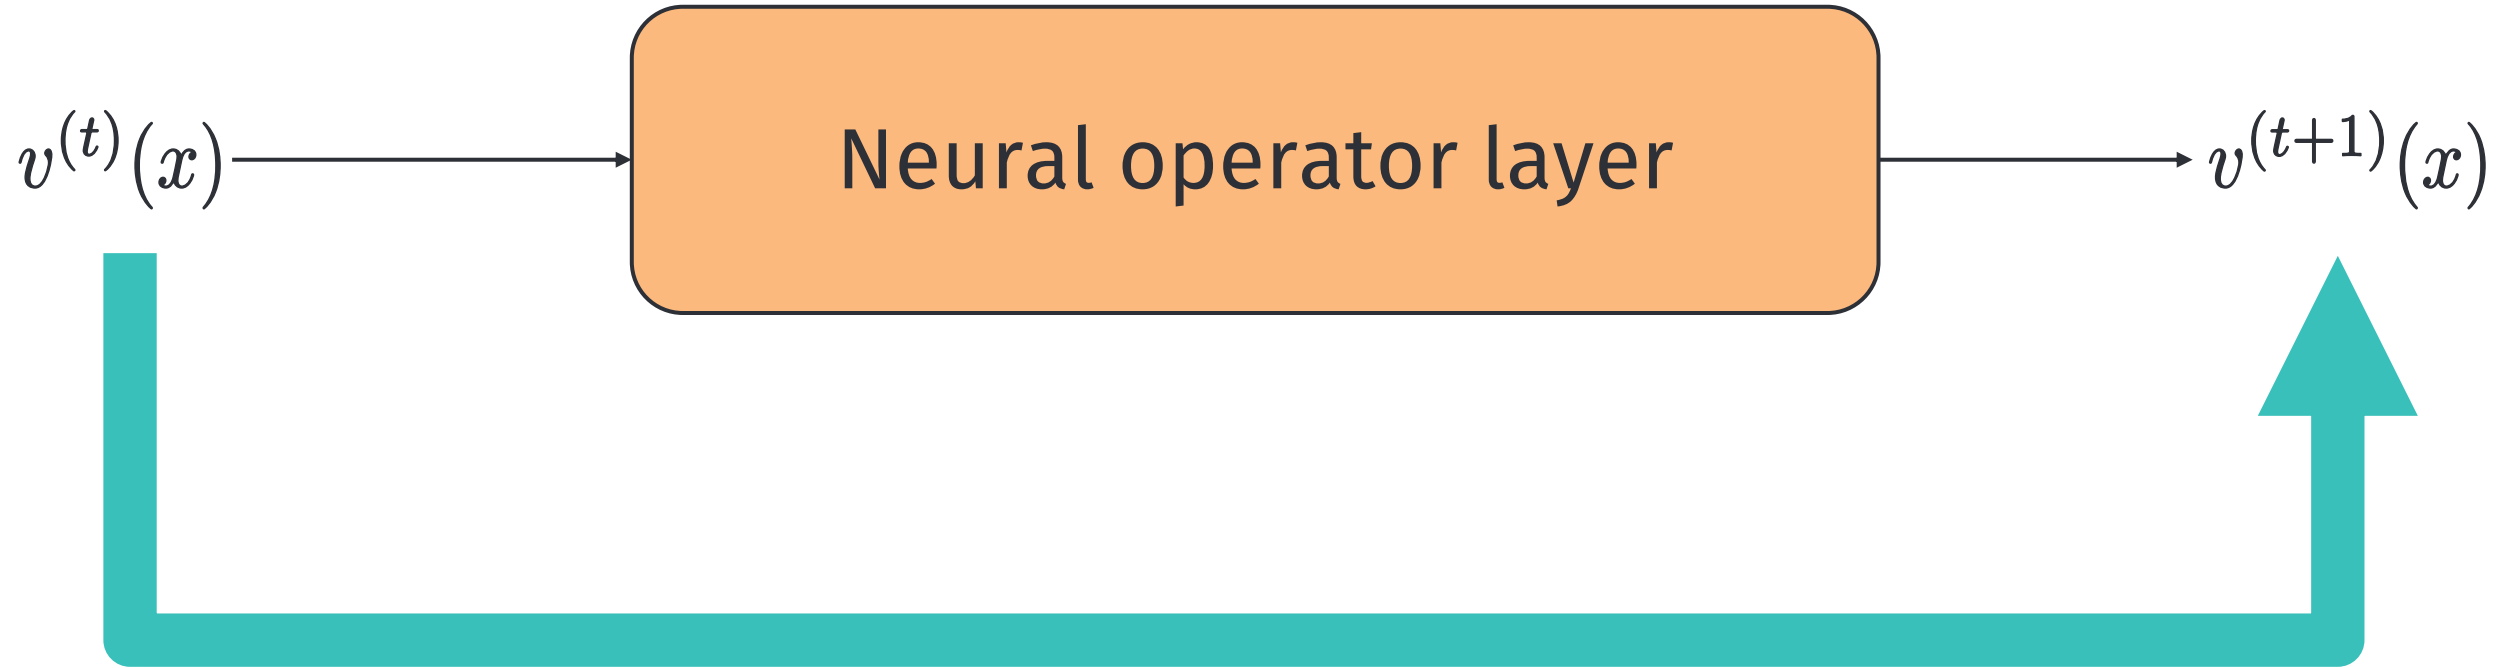 v^{(t)}(x) Neural operator layer v^{(t+1)}(x)